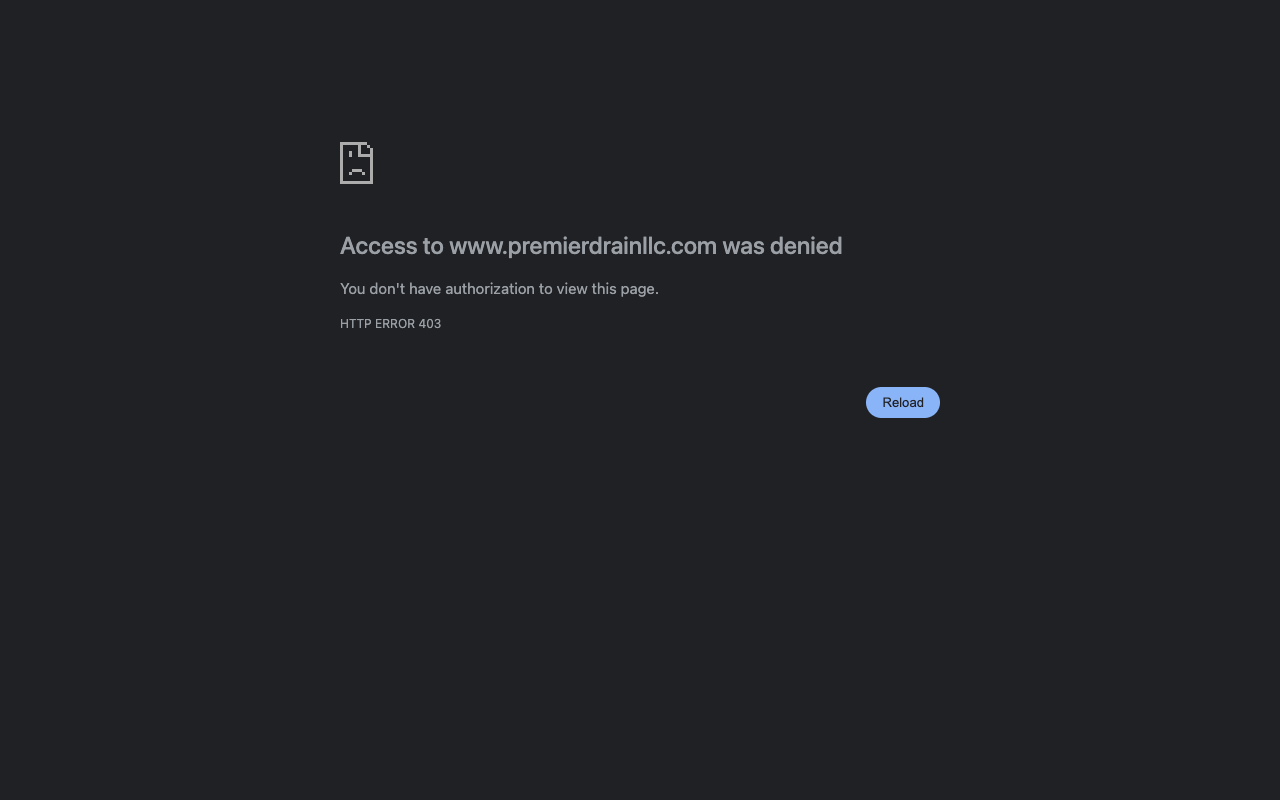 Access to www.premierdrainllc.com was denied
You don't have authorization to view this page.
HTTP ERROR 403
Reload